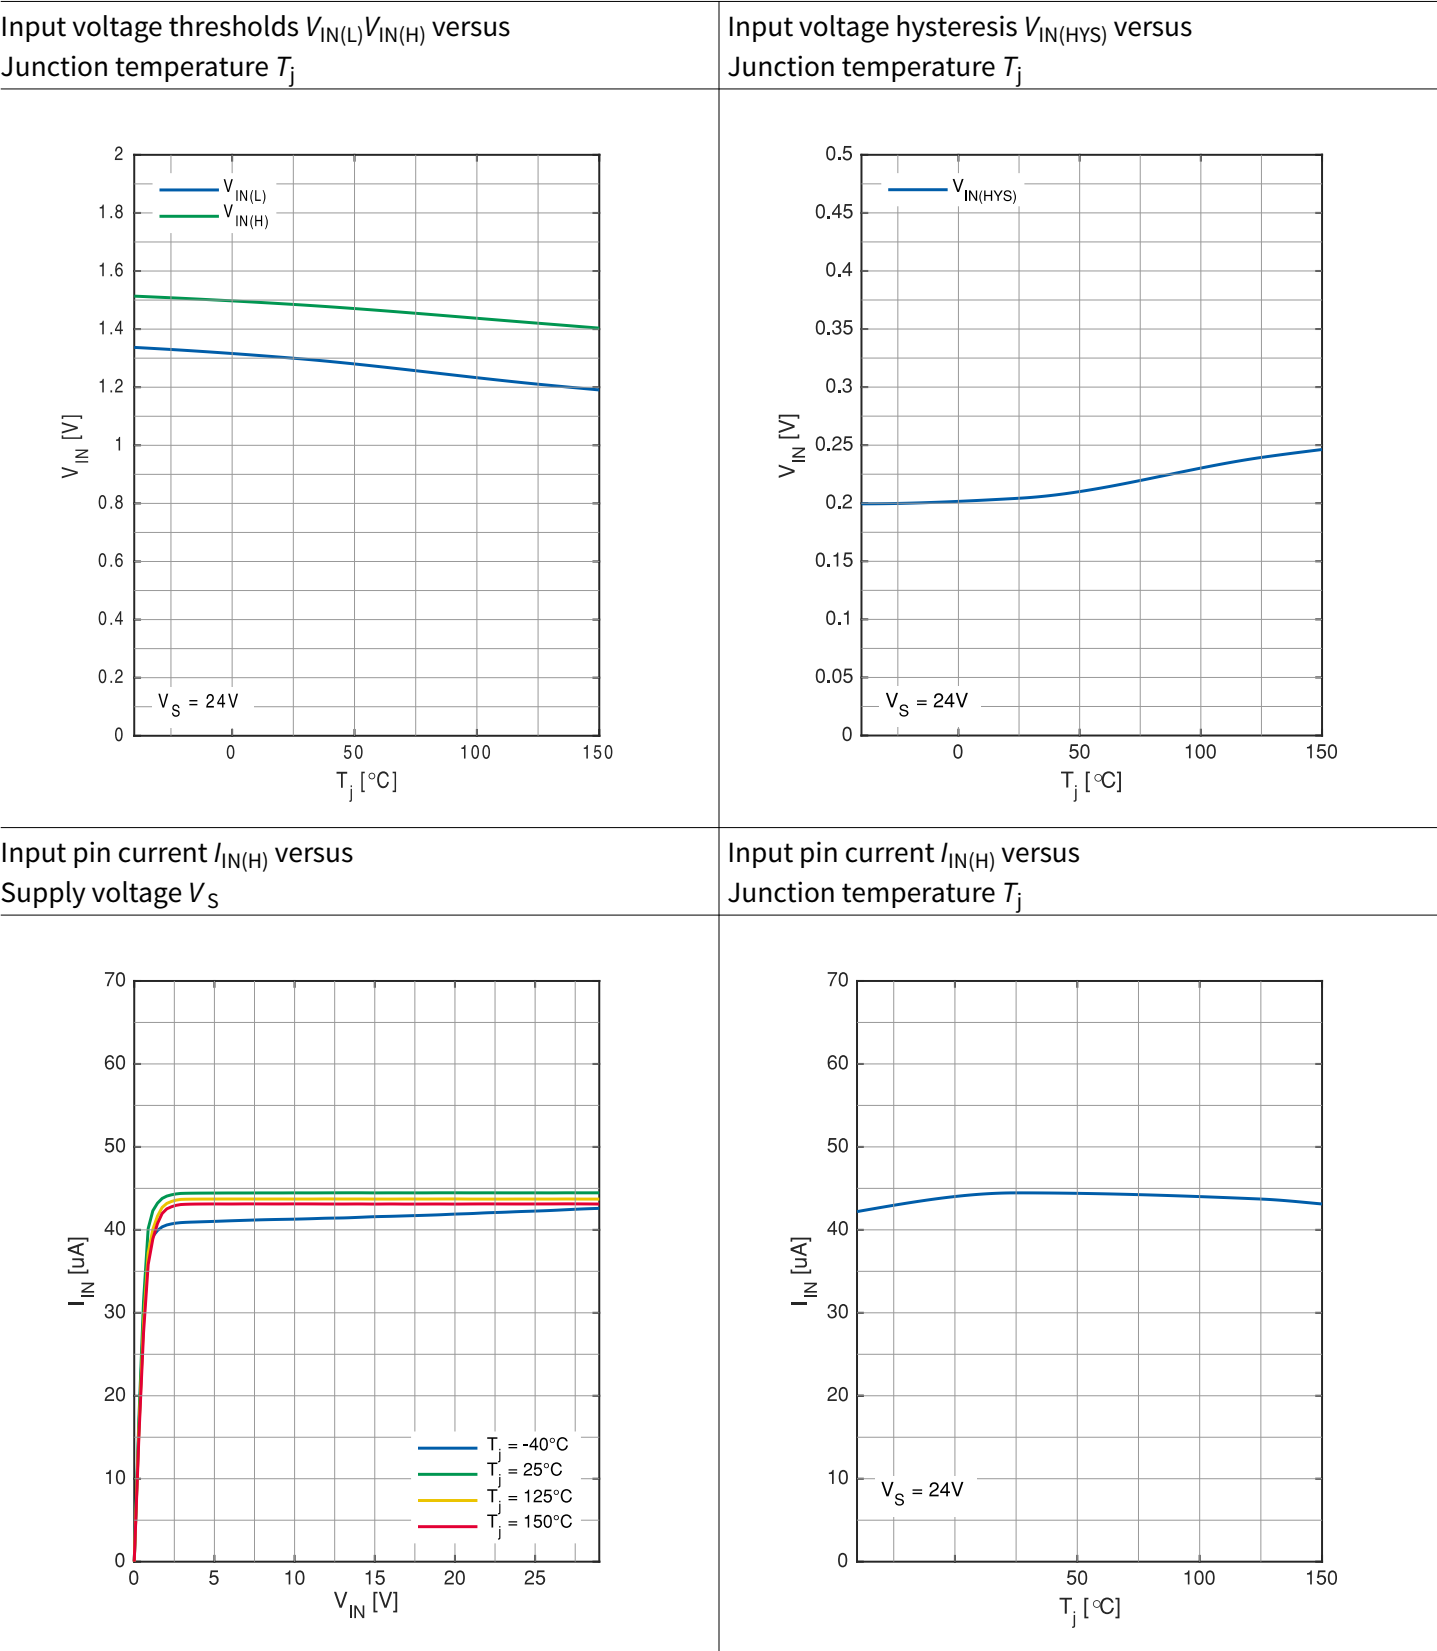 Input voltage thresholds VIN(L)VIN(H) versus
Junction temperature Tj
Input voltage hysteresis VIN(HYS) versus
Junction temperature Tj
2
1.8
1.6
1.4
1.2
1
0.8
0.6
0.4
0.2
0
VIN [V]
VIN(L)
VIN(H)
VS = 24V
0 50 100 150
Tj [°C]
0.5
0.45
0.4
0.35
0.3
0.25
0.2
0.15
0.1
0.05
0
VIN [V]
VIN(HYS)
VS = 24V
0 50 100 150
Tj [°C]
Input pin current IIN(H) versus
Supply voltage VS
Input pin current IIN(H) versus
Junction temperature Tj
70
60
50
40
30
20
10
0
IIN [uA]
Tj = -40°C
Tj = 25°C
Tj = 125°C
Tj = 150°C
0 5 10 15 20 25
VIN [V]
70
60
50
40
30
20
10
0
IIN [uA]
VS = 24V
50 100 150
Tj [°C]